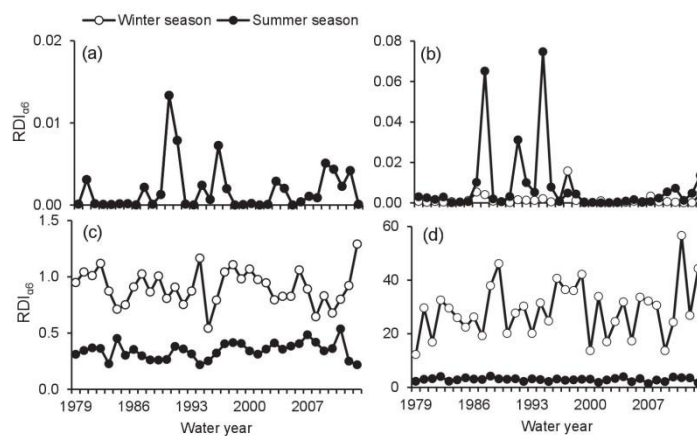 Winter season Summer season
0.02 (a)
0.01
0.00
RDIα6
0.08 (b)
0.06
0.04
0.02
0.00
1.5 (c)
1.0
0.5
0.0
RDIα6
60 (d)
40
20
0
1979 1986 1993 2000 2007
Water year
1979 1986 1993 2000 2007
Water year